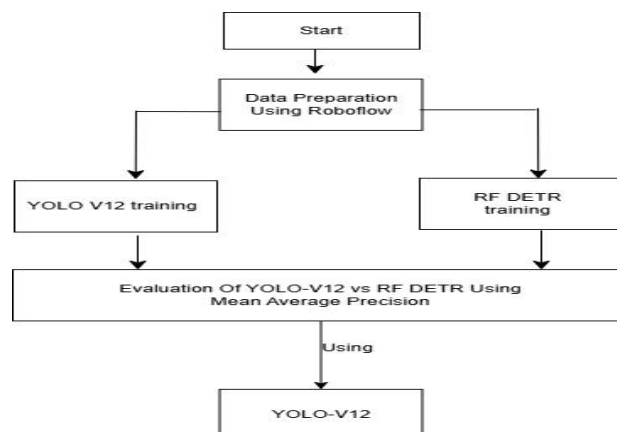 Start
Data Preparation
Using Roboflow
YOLO V12 training
RF DETR
training
Evaluation Of YOLO-V12 vs RF DETR Using
Mean Average Precision
Using
YOLO-V12